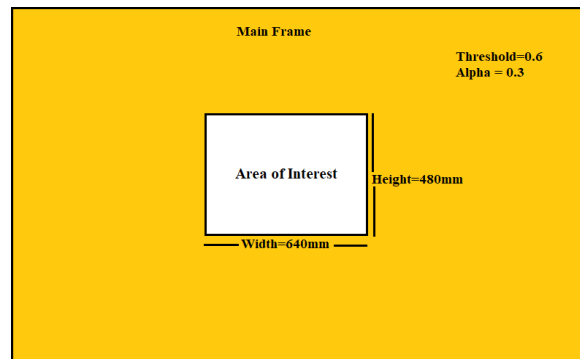 Main Frame
Threshold=0.6
Alpha = 0.3
Area of Interest
Height=480mm
Width=640mm